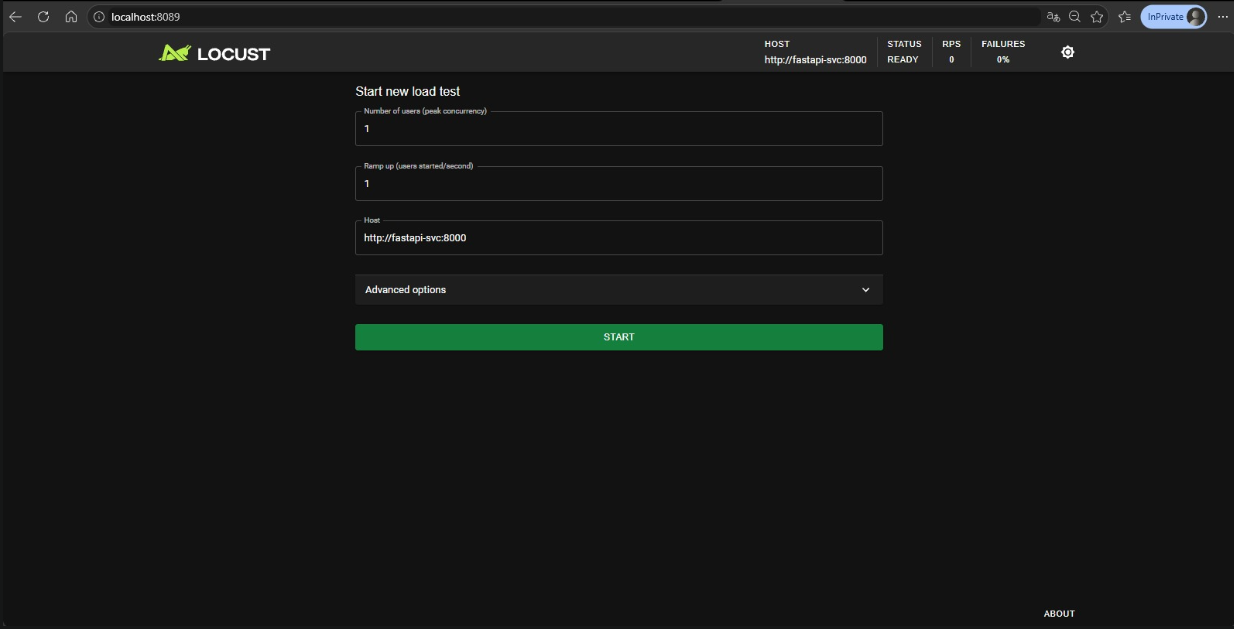 localhost:8089
InPrivate
LOCUST
HOST
http://fastapi-svc:8000
STATUS
READY
RPS
0
FAILURES
0%
Start new load test
Number of users (peak concurrency)
1
Ramp up (users started/second)
1
Host
http://fastapi-svc:8000
Advanced options
START
ABOUT